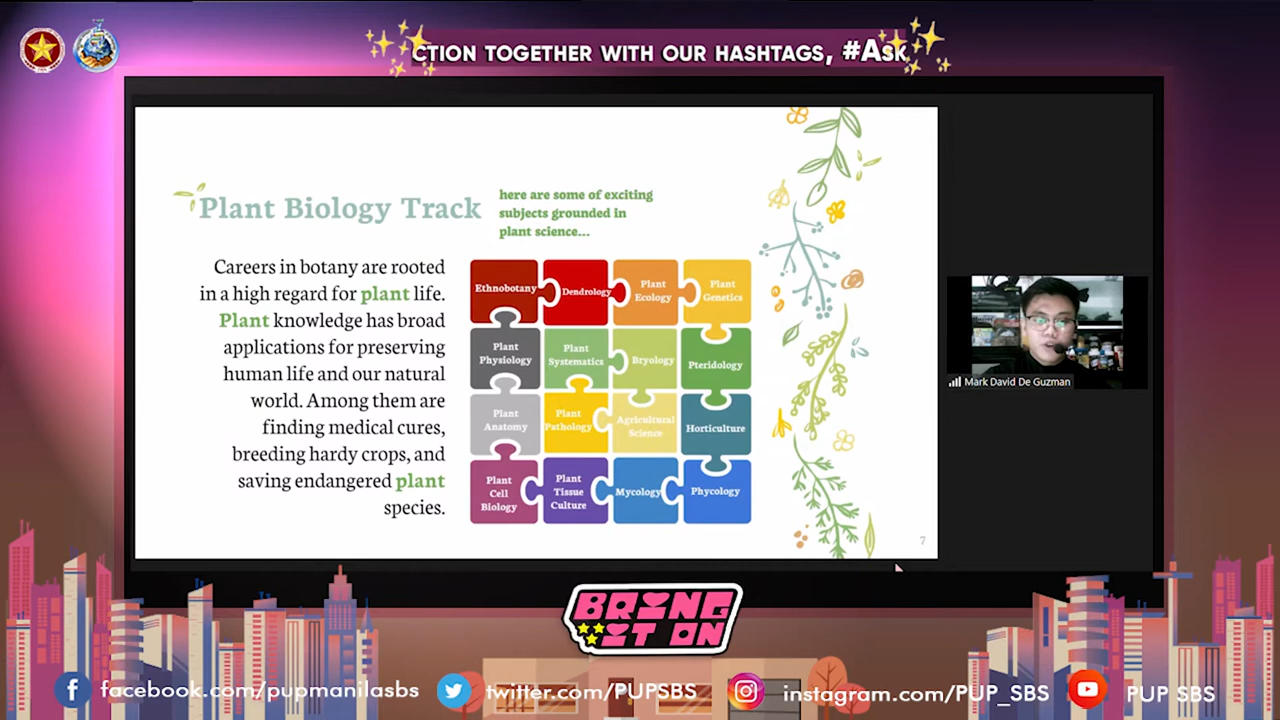 CTION TOGETHER WITH OUR HASHTAGS, #ASK
Plant Biology Track
here are some of exciting
subjects grounded in
plant science...
Careers in botany are rooted
in a high regard for plant life.
Plant knowledge has broad
applications for preserving
human life and our natural
world. Among them are
finding medical cures,
breeding hardy crops, and
saving endangered plant
species.
Ethnobotany
Dendrology
Plant
Ecology
Plant
Genetics
Plant
Physiology
Plant
Systematics
Bryology
Pteridology
Plant
Anatomy
Plant
Pathology
Agricultural
Science
Horticulture
Plant
Cell
Biology
Plant
Tissue
Culture
Mycology
Phycology
7
Mark David De Guzman
BRING
IT ON
facebook.com/pupmanilasbs
twitter.com/PUPSBS
instagram.com/PUP_SBS
PUP SBS